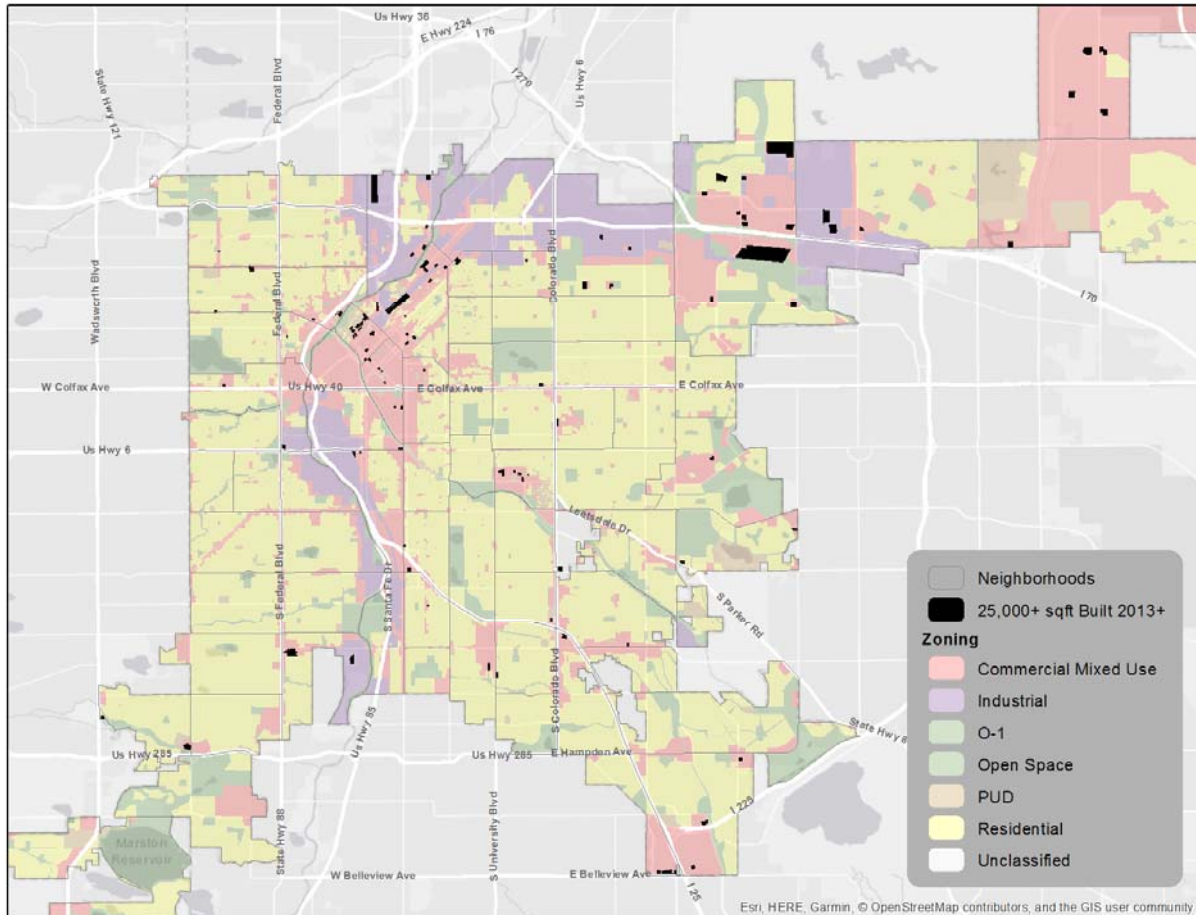 Us Hwy 36
E Hwy 224
I 76
I 270
Us Hwy 6
State Hwy 121
Federal Blvd
Wadsworth Blvd
Federal Blvd
Colorado Blvd
I 70
W Colfax Ave
Us Hwy 40
E Colfax Ave
E Colfax Ave
Us Hwy 6
Leetsdale Dr
S Federal Blvd
S Santa Fe Dr
S Parker Rd
S Colorado Blvd
Us Hwy 85
State Hwy 8
Us Hwy 285
Us Hwy 285
E Hampden Ave
I 225
Marston
Reservoir
State Hwy 88
S University Blvd
W Belleview Ave
E Belleview Ave
I 25
Neighborhoods
25,000+ sqft Built 2013+
Zoning
Commercial Mixed Use
Industrial
O-1
Open Space
PUD
Residential
Unclassified
Esri, HERE, Garmin, © OpenStreetMap contributors, and the GIS user community